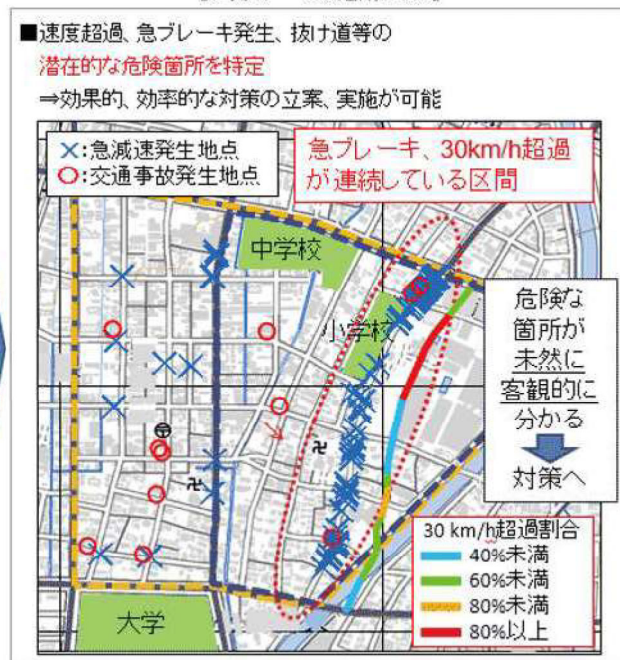 ■速度超過、急ブレーキ発生、抜け道等の
潜在的な危険箇所を特定
⇒効果的、効率的な対策の立案、実施が可能
×:急減速発生地点
○:交通事故発生地点
急ブレーキ、30km/h超過
が連続している区間
中学校
小学校
危険な
箇所が
未然に
客観的に
分かる
対策へ
30 km/h超過割合
40%未満
60%未満
80%未満
80%以上
大学